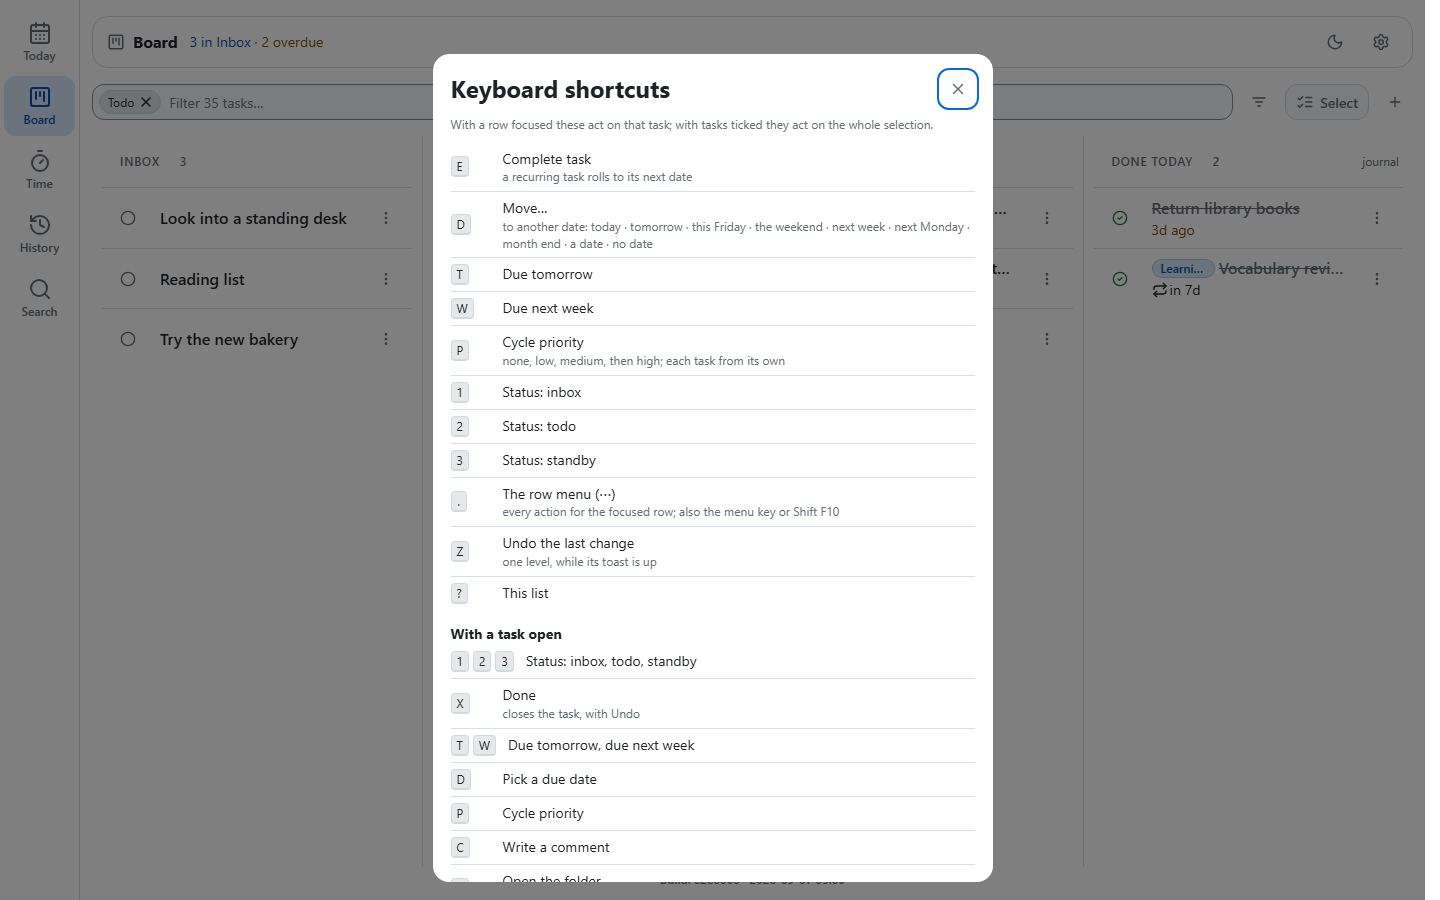 Today
Board
Time
History
Search
Board 3 in Inbox · 2 overdue
Todo Filter 35 tasks...
Select
INBOX 3
Look into a standing desk
Reading list
Try the new bakery
...
t...
DONE TODAY 2 journal
Return library books
3d ago
Learni... Vocabulary revi...
in 7d
Keyboard shortcuts
With a row focused these act on that task; with tasks ticked they act on the whole selection.
E Complete task
a recurring task rolls to its next date
D Move...
to another date: today · tomorrow · this Friday · the weekend · next week · next Monday ·
month end · a date · no date
T Due tomorrow
W Due next week
P Cycle priority
none, low, medium, then high; each task from its own
1 Status: inbox
2 Status: todo
3 Status: standby
. The row menu (⋯)
every action for the focused row; also the menu key or Shift F10
Z Undo the last change
one level, while its toast is up
? This list
With a task open
1 2 3 Status: inbox, todo, standby
X Done
closes the task, with Undo
T W Due tomorrow, due next week
D Pick a due date
P Cycle priority
C Write a comment
Open the folder